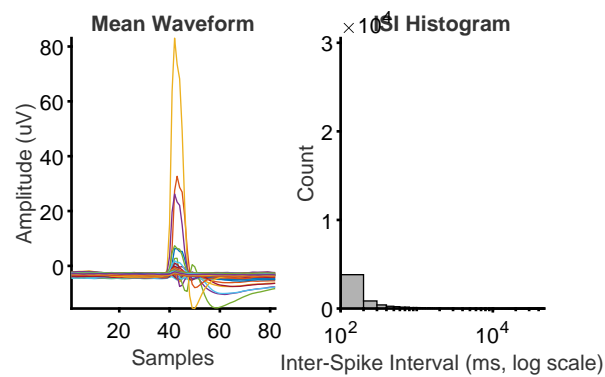 Mean Waveform
Amplitude (uV)
80
60
40
20
0
20
40
60
80
Samples
ISI Histogram
×10⁴
Count
3
2
1
0
10²
10⁴
Inter-Spike Interval (ms, log scale)